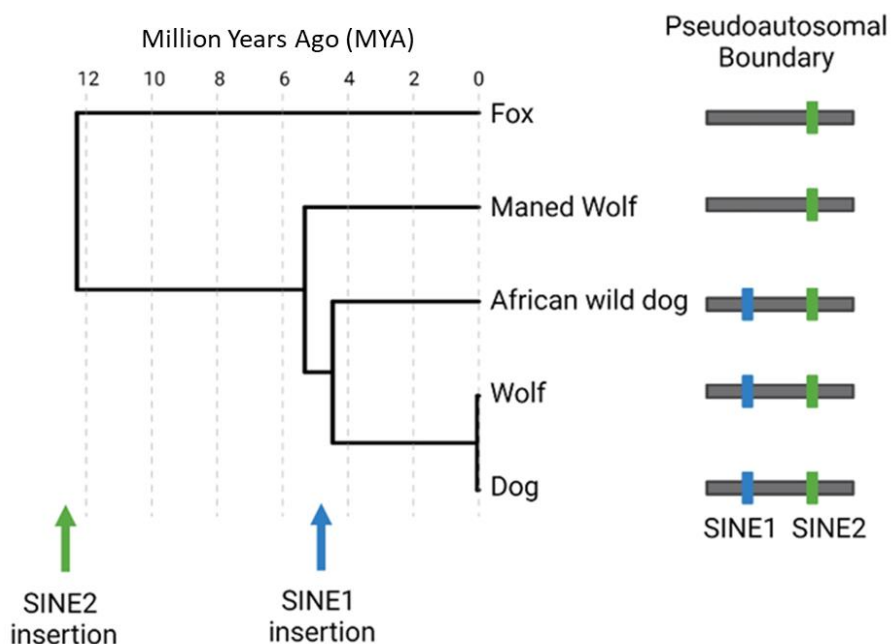 Million Years Ago (MYA)
12 10 8 6 4 2 0
Pseudoautosomal
Boundary
Fox
Maned Wolf
African wild dog
Wolf
Dog
SINE1 SINE2
SINE2
insertion
SINE1
insertion